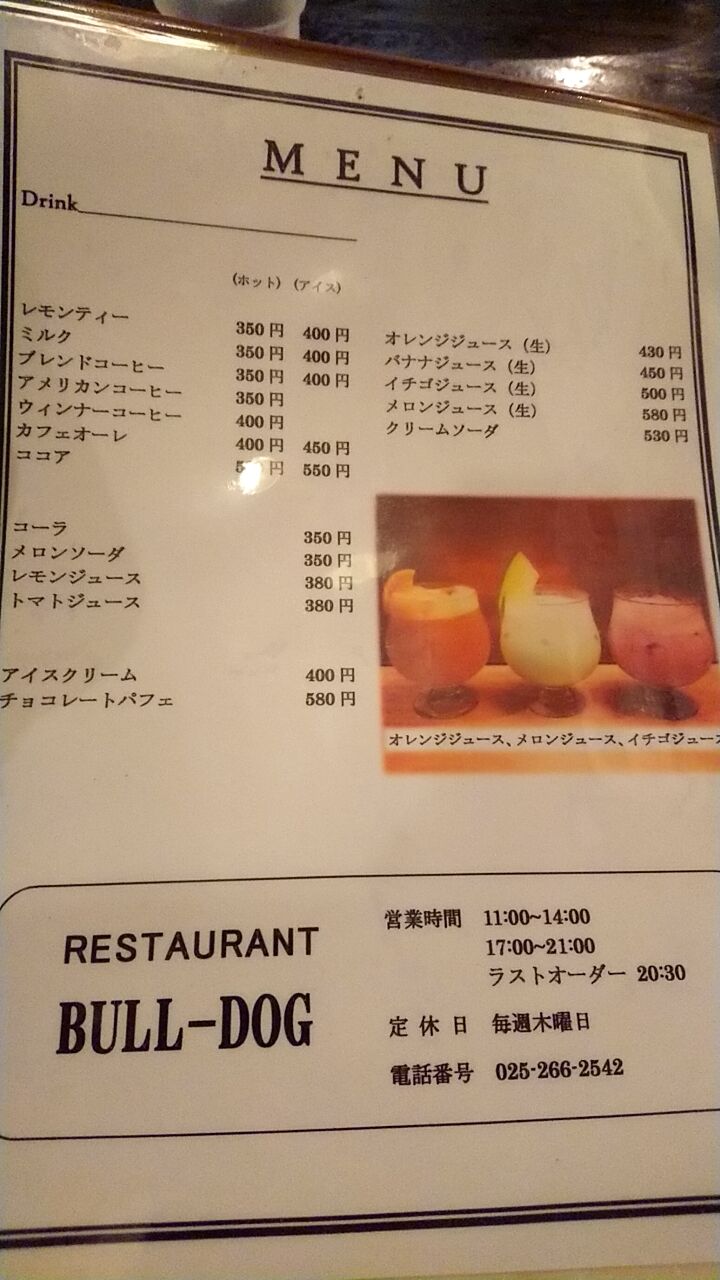 MENU
Drink
(ホット) (アイス)
レモンティー 350円 400円
ミルク 350円 400円
ブレンドコーヒー 350円 400円
アメリカンコーヒー 350円
ウィンナーコーヒー 400円
カフェオーレ 400円 450円
ココア 550円
コーラ 350円
メロンソーダ 350円
レモンジュース 380円
トマトジュース 380円
アイスクリーム 400円
チョコレートパフェ 580円
オレンジジュース（生） 430円
バナナジュース（生） 450円
イチゴジュース（生） 500円
メロンジュース（生） 580円
クリームソーダ 530円
オレンジジュース、メロンジュース、イチゴジュース
RESTAURANT
BULL-DOG
営業時間 11:00~14:00
17:00~21:00
ラストオーダー 20:30
定休日 毎週木曜日
電話番号 025-266-2542